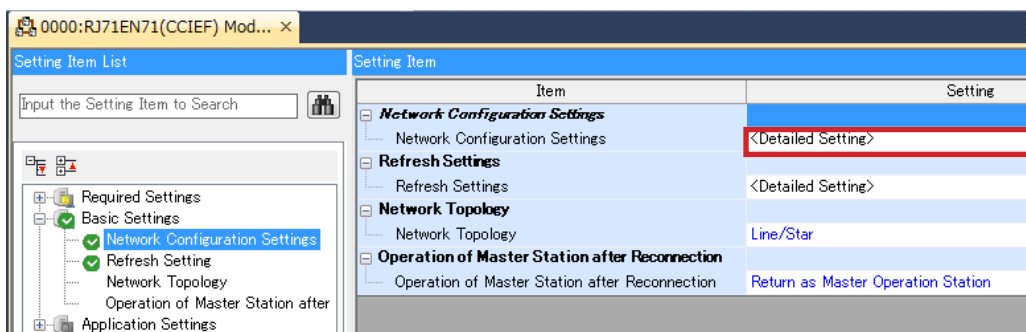 0000:RJ71EN71(CCIEF) Mod... ×
Setting Item List
Input the Setting Item to Search
Required Settings
Basic Settings
Network Configuration Settings
Refresh Setting
Network Topology
Operation of Master Station after
Application Settings
Setting Item
Item Setting
Network Configuration Settings
Network Configuration Settings <Detailed Setting>
Refresh Settings
Refresh Settings <Detailed Setting>
Network Topology
Network Topology Line/Star
Operation of Master Station after Reconnection
Operation of Master Station after Reconnection Return as Master Operation Station